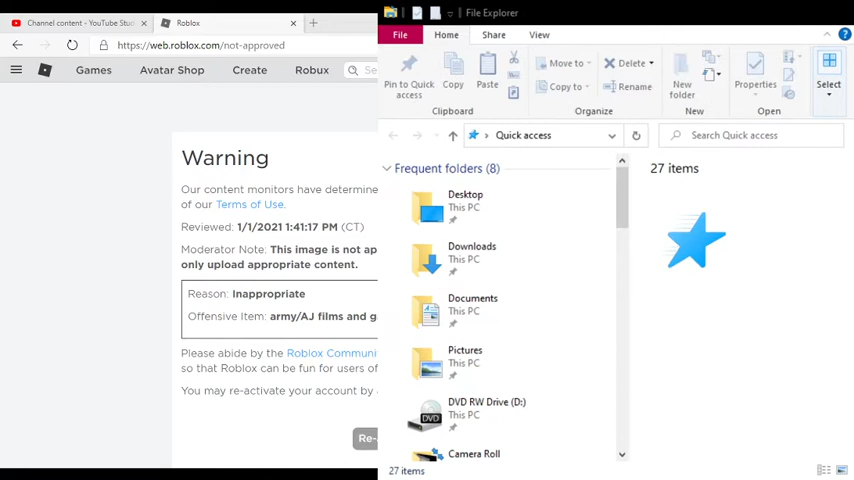 Channel content - YouTube Stud
Roblox
https://web.roblox.com/not-approved
Games
Avatar Shop
Create
Robux
Se
Warning
Our content monitors have determine
of our Terms of Use.
Reviewed: 1/1/2021 1:41:17 PM (CT)
Moderator Note: This image is not ap
only upload appropriate content.
Reason: Inappropriate
Offensive Item: army/AJ films and g
Please abide by the Roblox Communi
so that Roblox can be fun for users of
You may re-activate your account by
Re-
File Explorer
File
Home
Share
View
Pin to Quick
access
Copy
Paste
Clipboard
Move to
Copy to
Delete
Rename
Organize
New
folder
New
Properties
Open
Select
Quick access
Search Quick access
Frequent folders (8)
Desktop
This PC
Downloads
This PC
Documents
This PC
Pictures
This PC
DVD RW Drive (D:)
This PC
DVD
Camera Roll
27 items
27 items